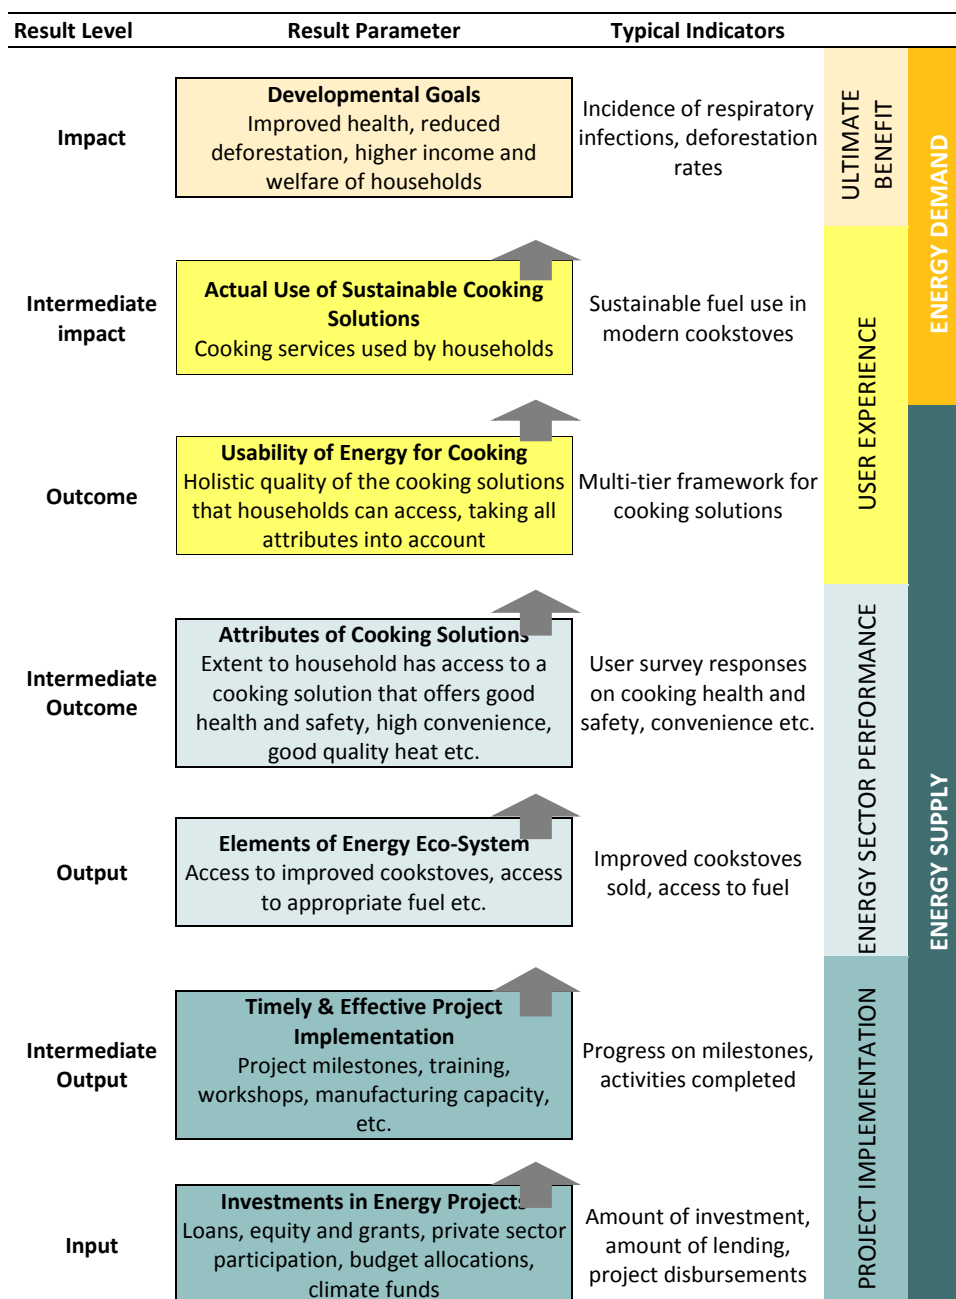 Result Level Result Parameter Typical Indicators
Impact
Developmental Goals
Improved health, reduced
deforestation, higher income and
welfare of households
Incidence of respiratory
infections, deforestation
rates
Intermediate
impact
Actual Use of Sustainable Cooking
Solutions
Cooking services used by households
Sustainable fuel use in
modern cookstoves
Outcome
Usability of Energy for Cooking
Holistic quality of the cooking solutions
that households can access, taking all
attributes into account
Multi-tier framework for
cooking solutions
Intermediate
Outcome
Attributes of Cooking Solutions
Extent to household has access to a
cooking solution that offers good
health and safety, high convenience,
good quality heat etc.
User survey responses
on cooking health and
safety, convenience etc.
Output
Elements of Energy Eco-System
Access to improved cookstoves, access
to appropriate fuel etc.
Improved cookstoves
sold, access to fuel
Intermediate
Output
Timely & Effective Project
Implementation
Project milestones, training,
workshops, manufacturing capacity,
etc.
Progress on milestones,
activities completed
Input
Investments in Energy Projects
Loans, equity and grants, private sector
participation, budget allocations,
climate funds
Amount of investment,
amount of lending,
project disbursements
ULTIMATE
BENEFIT
USER EXPERIENCE
ENERGY SECTOR PERFORMANCE
PROJECT IMPLEMENTATION
ENERGY DEMAND
ENERGY SUPPLY